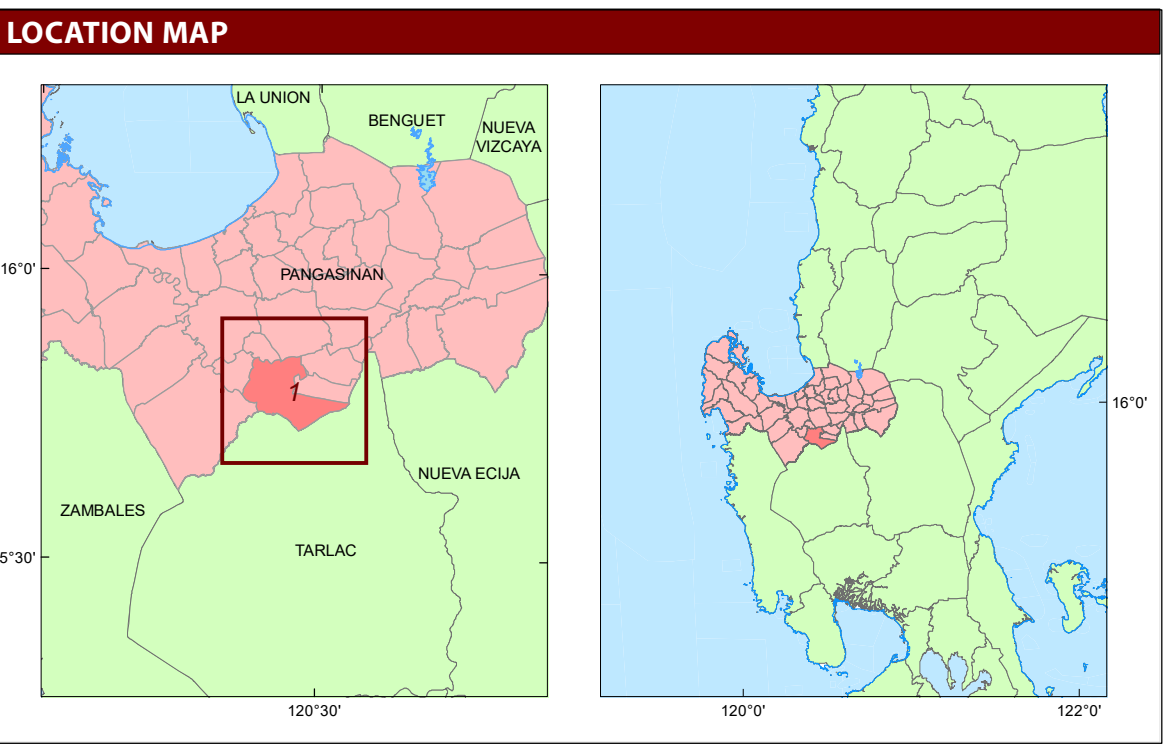 LOCATION MAP
LA UNION
BENGUET
NUEVA
VIZCAYA
16°0'
PANGASINAN
1
NUEVA ECIJA
ZAMBALES
TARLAC
5°30'
120°30'
16°0'
120°0'
122°0'